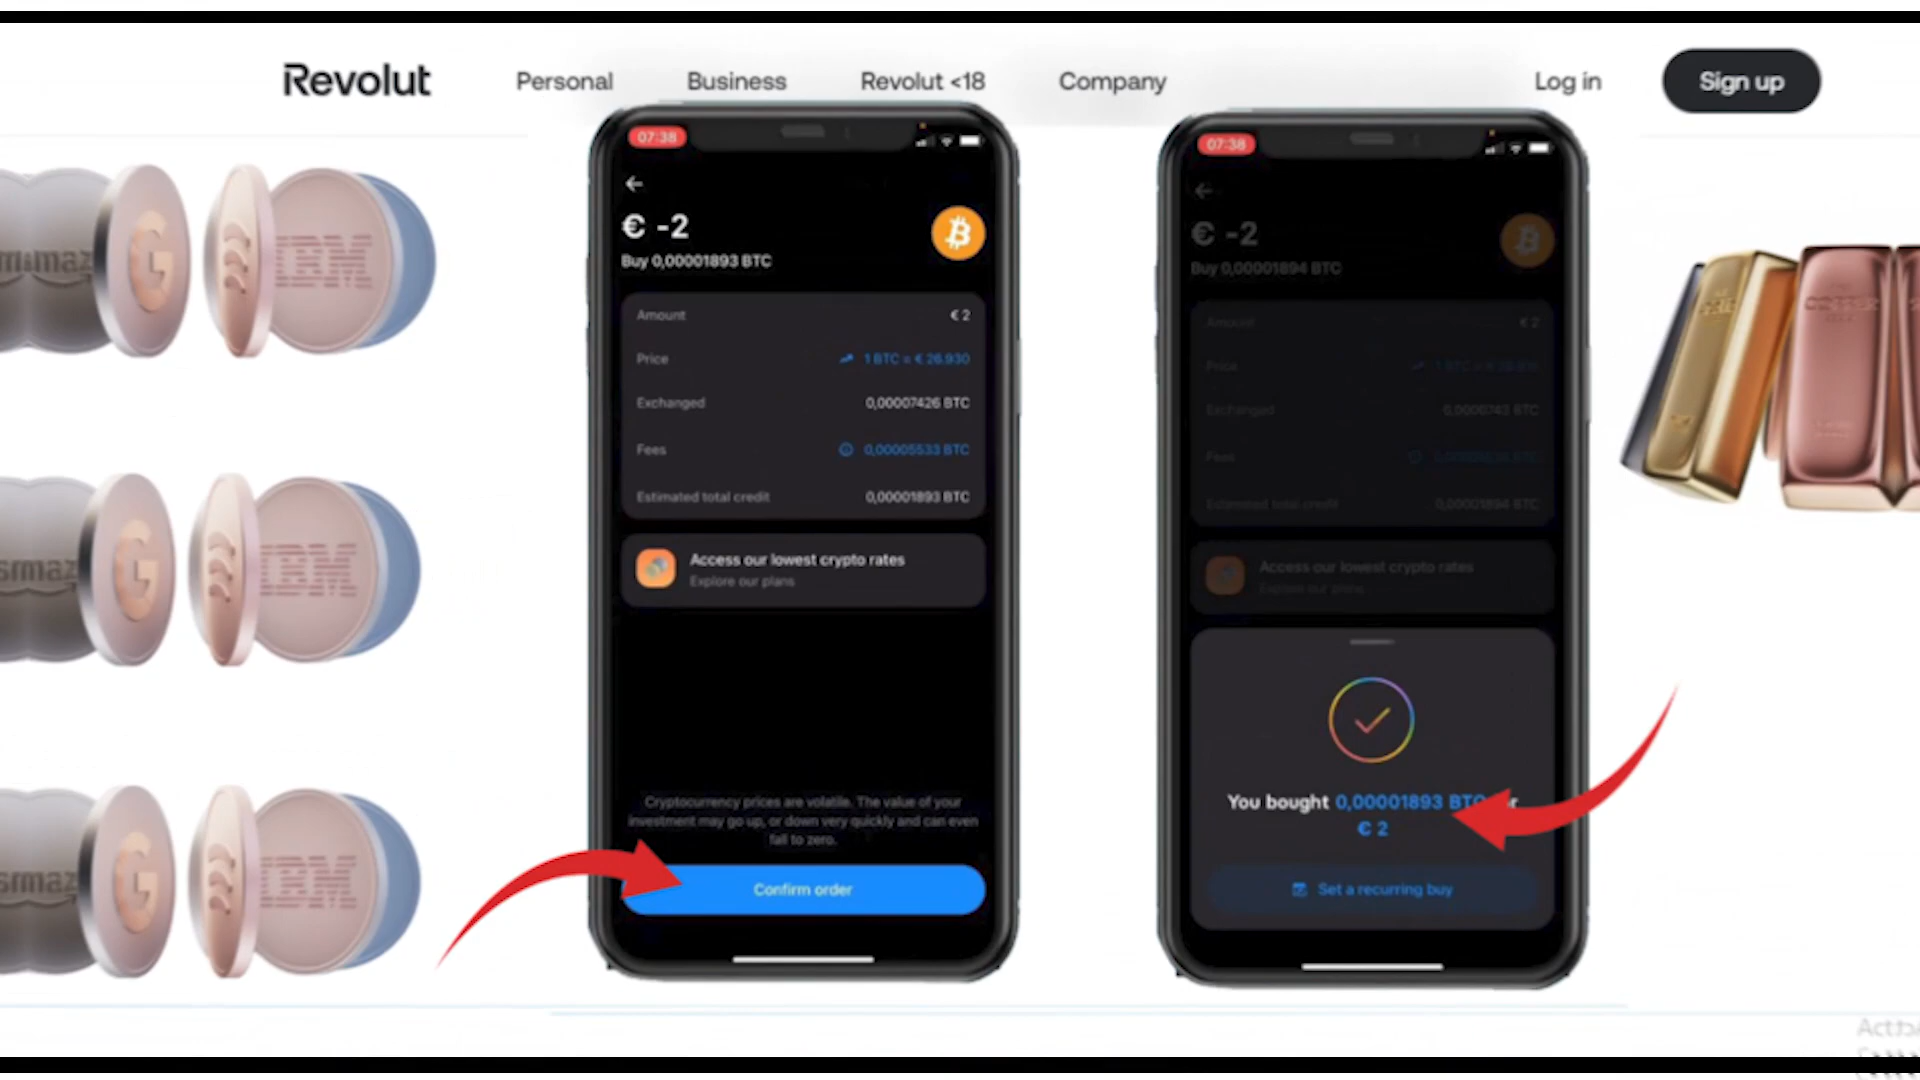 Revolut
Personal
Business
Revolut <18
Company
Log in
Sign up
07:38
€ -2
Buy 0,00001893 BTC
Amount
€ 2
Price
1 BTC = € 26.930
Exchanged
0,00007426 BTC
Fees
0,00005533 BTC
Estimated total credit
0,00001893 BTC
Access our lowest crypto rates
Explore our plans
Cryptocurrency prices are volatile. The value of your
investment may go up, or down very quickly and can even
fall to zero.
Confirm order
07:38
€ -2
Buy 0,00001894 BTC
Amount
€ 2
Price
Exchanged
0,0000743 BTC
Fees
Estimated total credit
0,00001894 BTC
Access our lowest crypto rates
Explore our plans
You bought 0,00001893 BTC
€ 2
Set a recurring buy
G
IBM
G
IBM
G
IBM